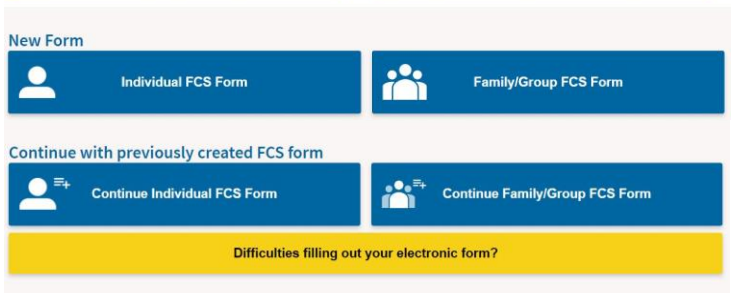 New Form
Individual FCS Form
Family/Group FCS Form
Continue with previously created FCS form
Continue Individual FCS Form
Continue Family/Group FCS Form
Difficulties filling out your electronic form?